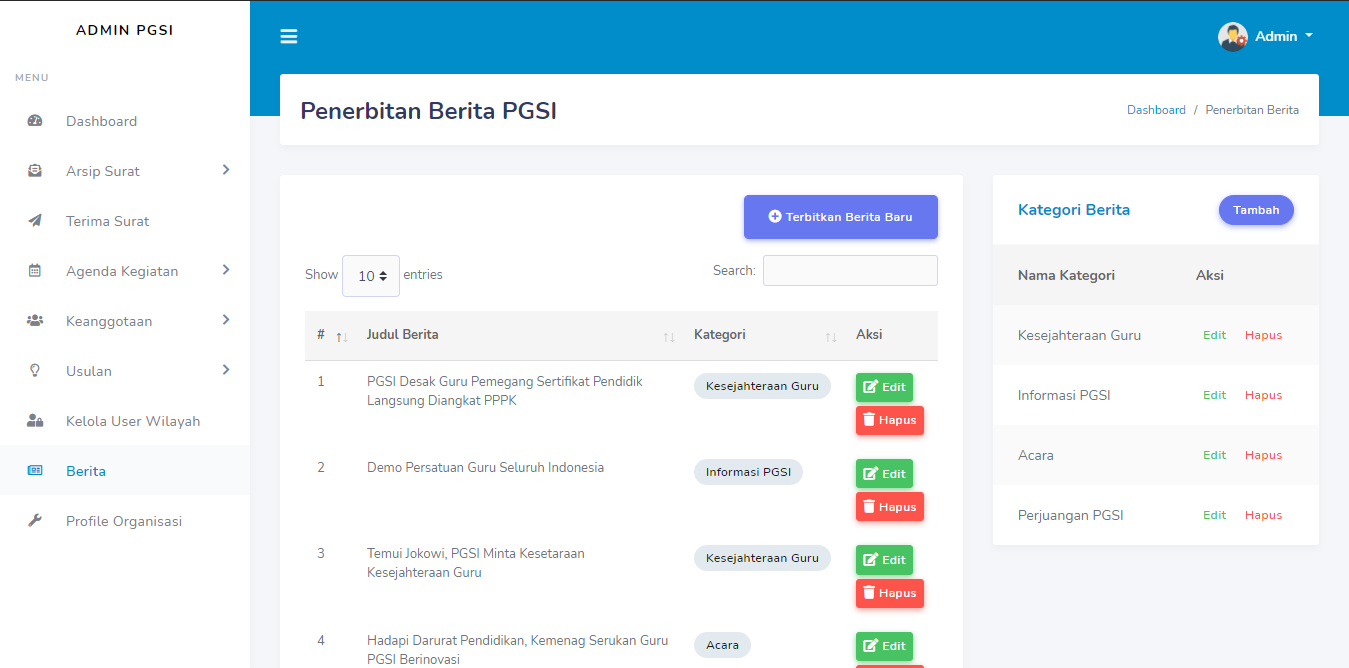 ADMIN PGSI
MENU
Dashboard
Arsip Surat
Terima Surat
Agenda Kegiatan
Keanggotaan
Usulan
Kelola User Wilayah
Berita
Profile Organisasi
Admin
Penerbitan Berita PGSI
Dashboard / Penerbitan Berita
Terbitkan Berita Baru
Show 10 entries
Search:
# Judul Berita Kategori Aksi
1 PGSI Desak Guru Pemegang Sertifikat Pendidik Kesejahteraan Guru Edit
Langsung Diangkat PPPK
Hapus
2 Demo Persatuan Guru Seluruh Indonesia Informasi PGSI Edit
Hapus
3 Temui Jokowi, PGSI Minta Kesetaraan Kesejahteraan Guru Edit
Kesejahteraan Guru
Hapus
4 Hadapi Darurat Pendidikan, Kemenag Serukan Guru Acara Edit
PGSI Berinovasi
Kategori Berita Tambah
Nama Kategori Aksi
Kesejahteraan Guru Edit Hapus
Informasi PGSI Edit Hapus
Acara Edit Hapus
Perjuangan PGSI Edit Hapus